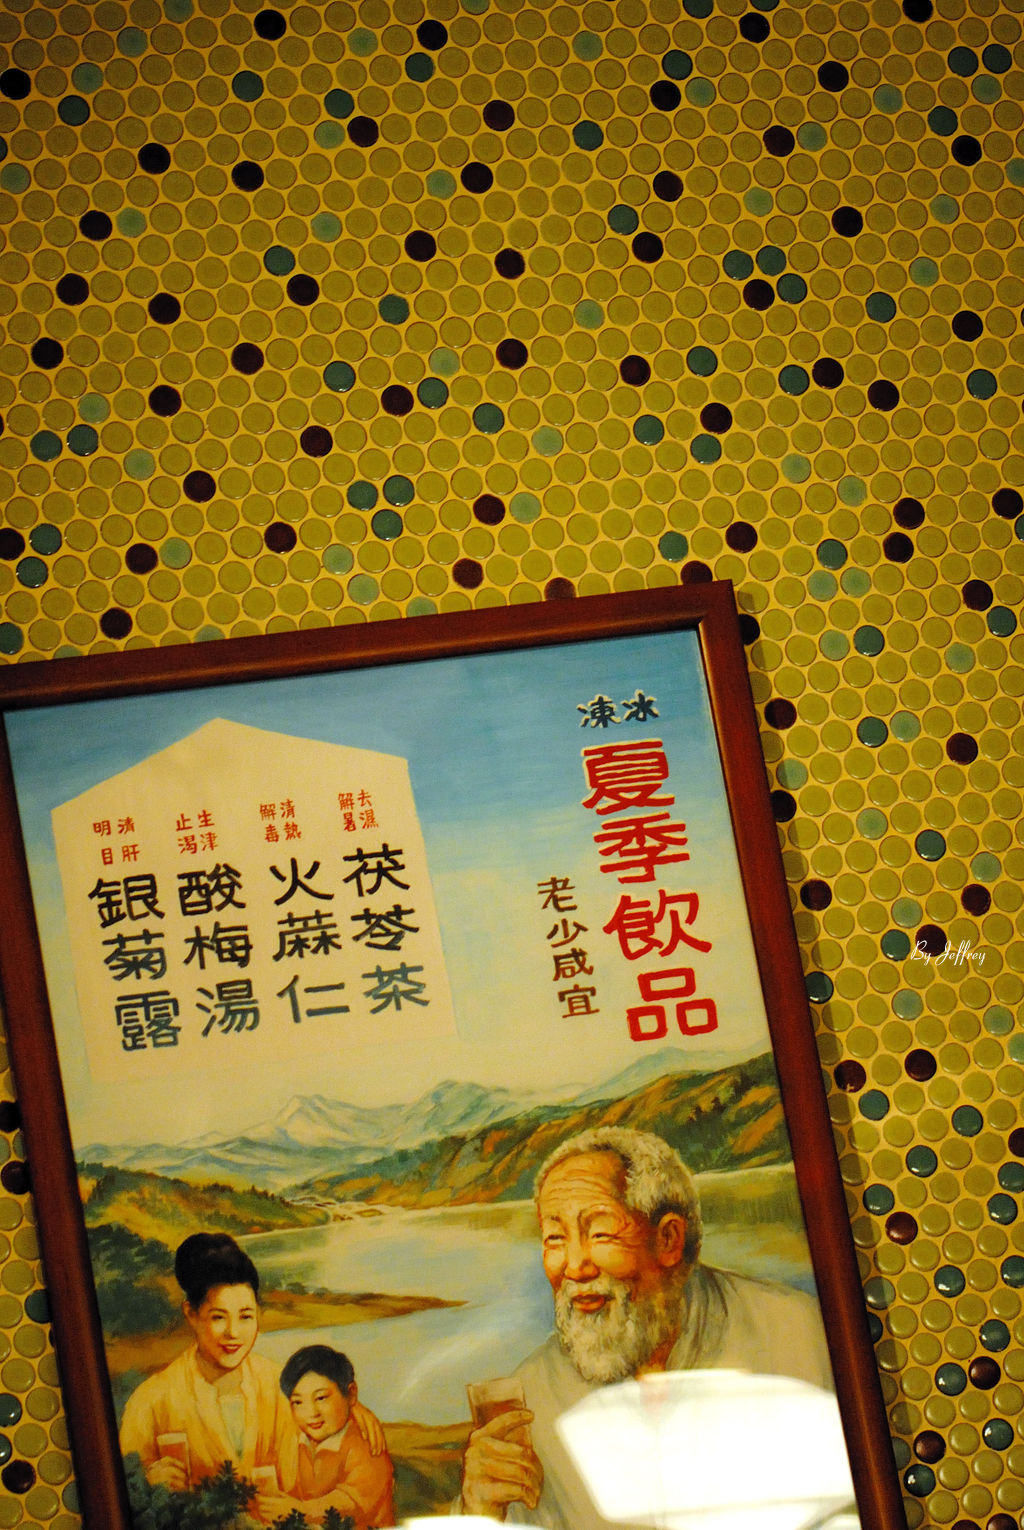 冰凍
夏季飲品
老少咸宜
去濕解暑
茯苓茶
清熱解毒
火蔴仁
生津止渴
酸梅湯
清肝明目
銀菊露
By Jeffrey